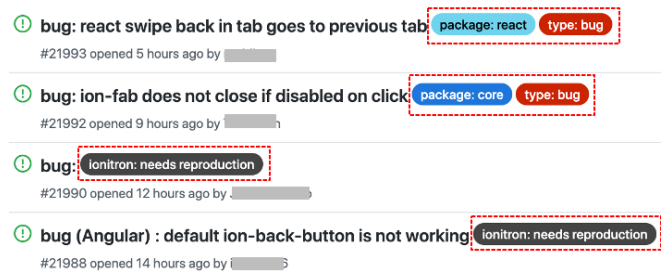 bug: react swipe back in tab goes to previous tab package: react type: bug
#21993 opened 5 hours ago by
bug: ion-fab does not close if disabled on click package: core type: bug
#21992 opened 9 hours ago by
bug: ionitron: needs reproduction
#21990 opened 12 hours ago by
bug (Angular) : default ion-back-button is not working ionitron: needs reproduction
#21988 opened 14 hours ago by